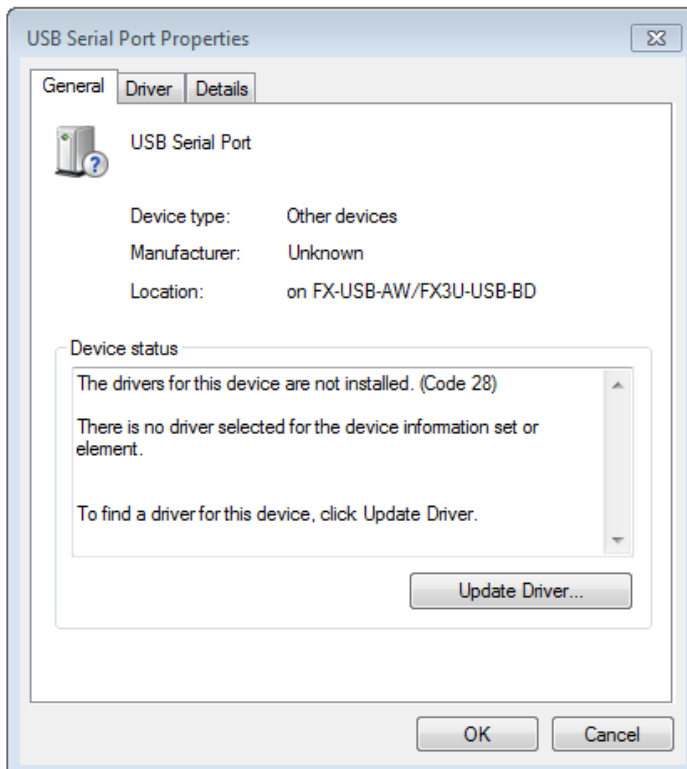 USB Serial Port Properties
General Driver Details
USB Serial Port
Device type: Other devices
Manufacturer: Unknown
Location: on FX-USB-AW/FX3U-USB-BD
Device status
The drivers for this device are not installed. (Code 28)
There is no driver selected for the device information set or
element.
To find a driver for this device, click Update Driver.
Update Driver...
OK Cancel